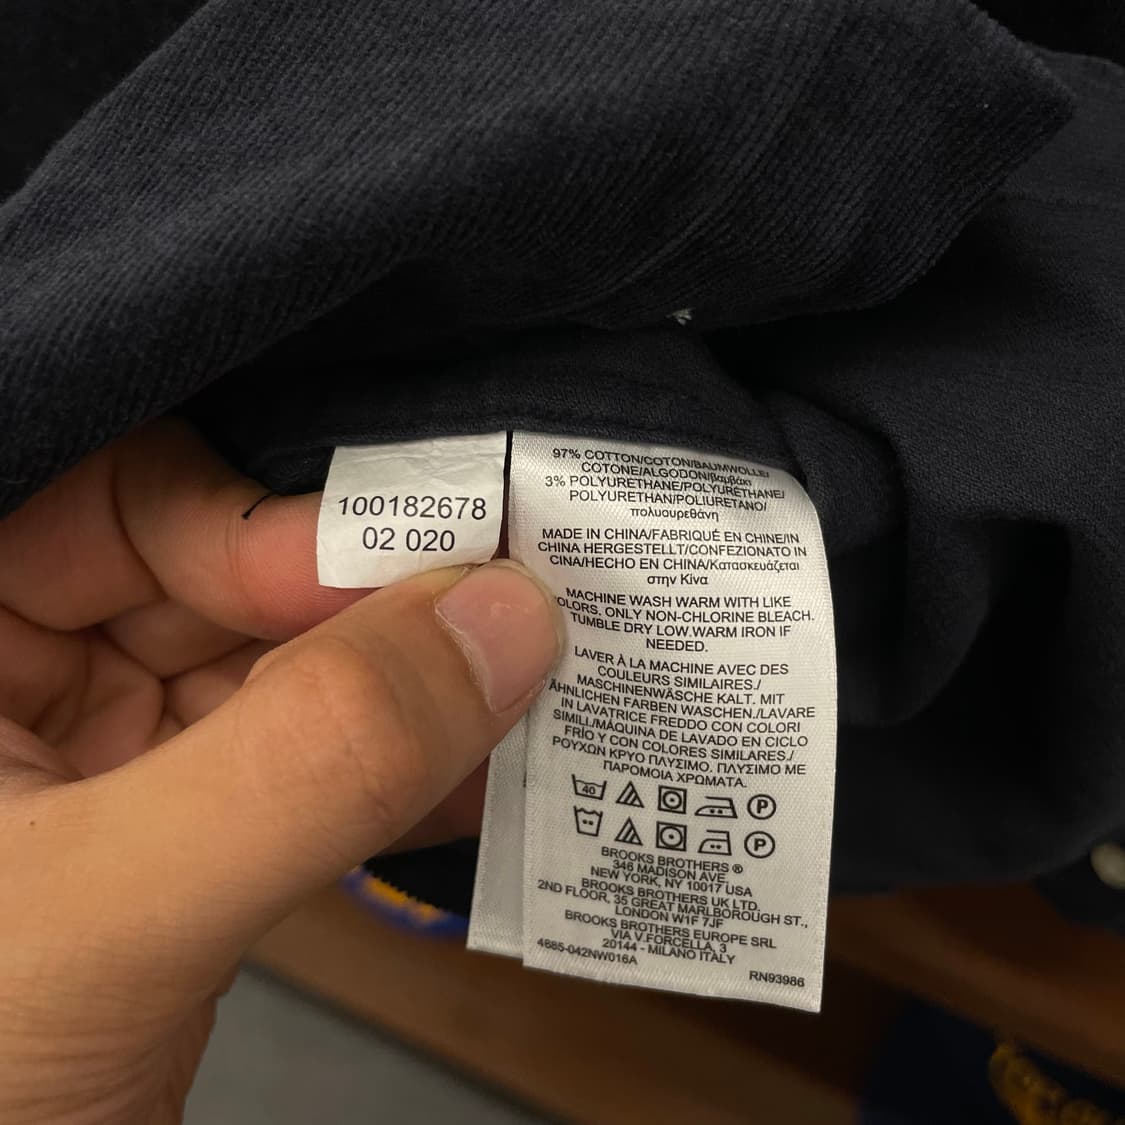 100182678
02 020
97% COTTON/COTON/BAUMWOLLE/
COTONE/ALGODON/βαμβάκι
3% POLYURETHANE/POLYURÉTHANE/
POLYURETHAN/POLIURETANO/
πολυουρεθάνη
MADE IN CHINA/FABRIQUÉ EN CHINE/IN
CHINA HERGESTELLT/CONFEZIONATO IN
CINA/HECHO EN CHINA/Κατασκευάζεται
στην Κίνα
MACHINE WASH WARM WITH LIKE
OLORS. ONLY NON-CHLORINE BLEACH.
TUMBLE DRY LOW.WARM IRON IF
NEEDED.
LAVER À LA MACHINE AVEC DES
COULEURS SIMILAIRES./
MASCHINENWÄSCHE KALT. MIT
ÄHNLICHEN FARBEN WASCHEN./LAVARE
IN LAVATRICE FREDDO CON COLORI
SIMILI./MÁQUINA DE LAVADO EN CICLO
FRÍO Y CON COLORES SIMILARES./
ΡΟΥΧΩΝ ΚΡΥΟ ΠΛΥΣΙΜΟ. ΠΛΥΣΙΜΟ ΜΕ
ΠΑΡΟΜΟΙΑ ΧΡΩΜΑΤΑ.
40 P
P
BROOKS BROTHERS ®
346 MADISON AVE.
NEW YORK, NY 10017 USA
BROOKS BROTHERS UK LTD.
2ND FLOOR, 35 GREAT MARLBOROUGH ST.,
LONDON W1F 7JF
BROOKS BROTHERS EUROPE SRL
VIA V.FORCELLA, 3
20144 - MILANO ITALY
4685-042NW016A
RN93986